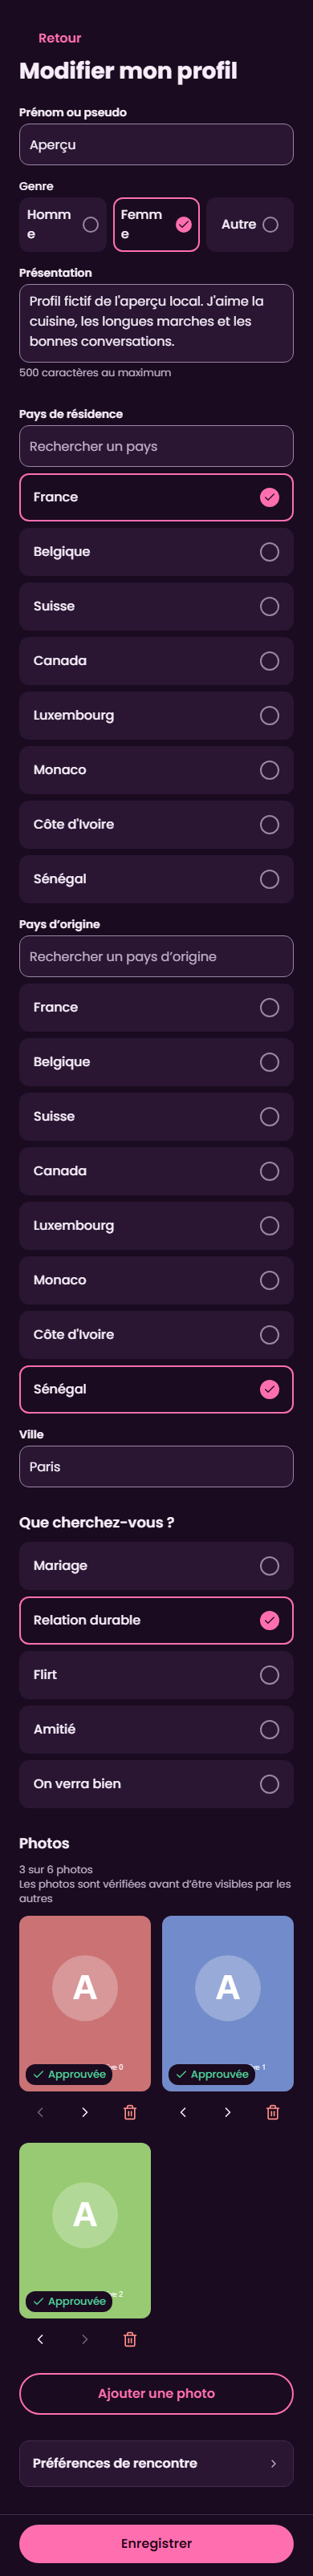 Retour
Modifier mon profil
Prénom ou pseudo
Aperçu
Genre
Homm
e
Femm
e
Autre
Présentation
Profil fictif de l'aperçu local. J'aime la
cuisine, les longues marches et les
bonnes conversations.
500 caractères au maximum
Pays de résidence
Rechercher un pays
France
Belgique
Suisse
Canada
Luxembourg
Monaco
Côte d'Ivoire
Sénégal
Pays d’origine
Rechercher un pays d’origine
France
Belgique
Suisse
Canada
Luxembourg
Monaco
Côte d'Ivoire
Sénégal
Ville
Paris
Que cherchez-vous ?
Mariage
Relation durable
Flirt
Amitié
On verra bien
Photos
3 sur 6 photos
Les photos sont vérifiées avant d’être visibles par les
autres
A
0
Approuvée
A
1
Approuvée
A
2
Approuvée
Ajouter une photo
Préférences de rencontre
Enregistrer